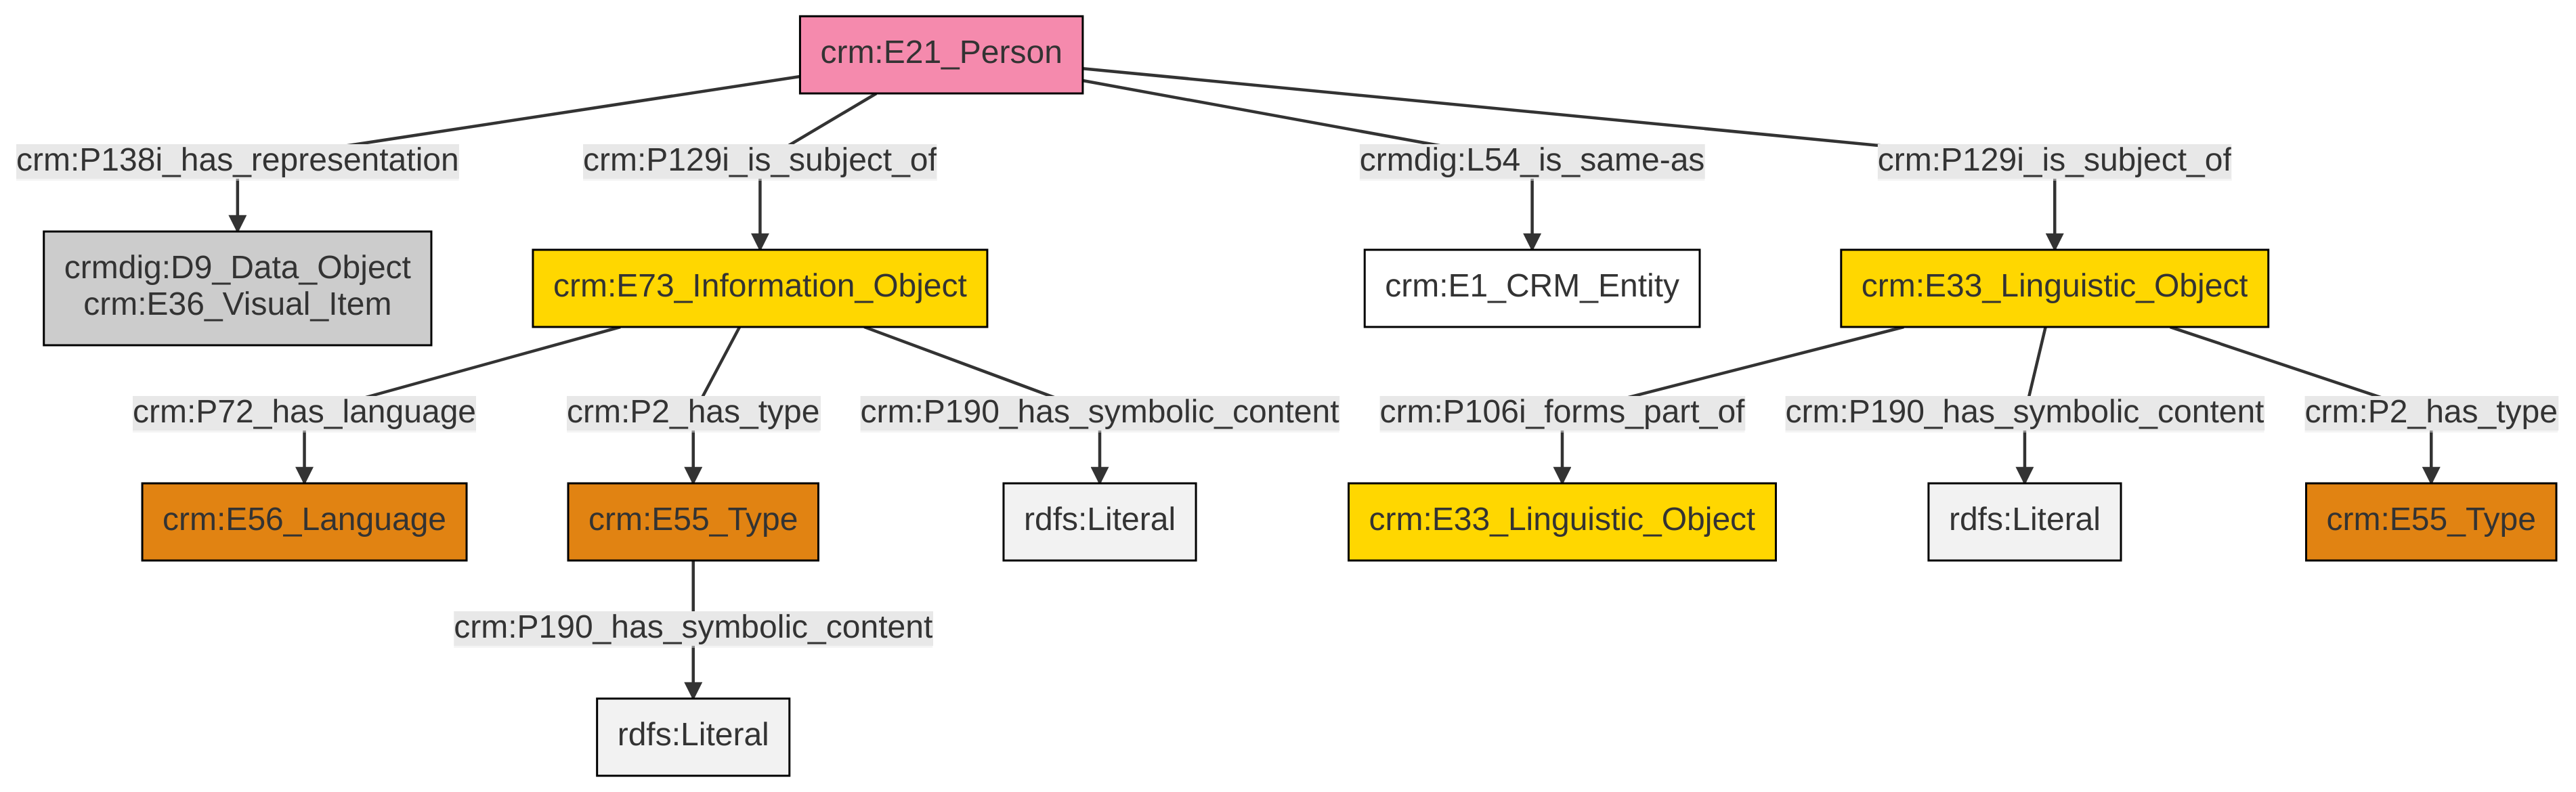 crm:E21_Person
crm:P138i_has_representation
crm:P129i_is_subject_of
crmdig:L54_is_same-as
crm:P129i_is_subject_of
crmdig:D9_Data_Object
crm:E36_Visual_Item
crm:E73_Information_Object
crm:E1_CRM_Entity
crm:E33_Linguistic_Object
crm:P72_has_language
crm:P2_has_type
crm:P190_has_symbolic_content
crm:P106i_forms_part_of
crm:P190_has_symbolic_content
crm:P2_has_type
crm:E56_Language
crm:E55_Type
rdfs:Literal
crm:E33_Linguistic_Object
rdfs:Literal
crm:E55_Type
crm:P190_has_symbolic_content
rdfs:Literal